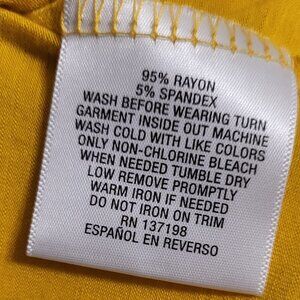 95% RAYON
5% SPANDEX
WASH BEFORE WEARING TURN
GARMENT INSIDE OUT MACHINE
WASH COLD WITH LIKE COLORS
ONLY NON-CHLORINE BLEACH
WHEN NEEDED TUMBLE DRY
LOW REMOVE PROMPTLY
WARM IRON IF NEEDED
DO NOT IRON ON TRIM
RN 137198
ESPAÑOL EN REVERSO